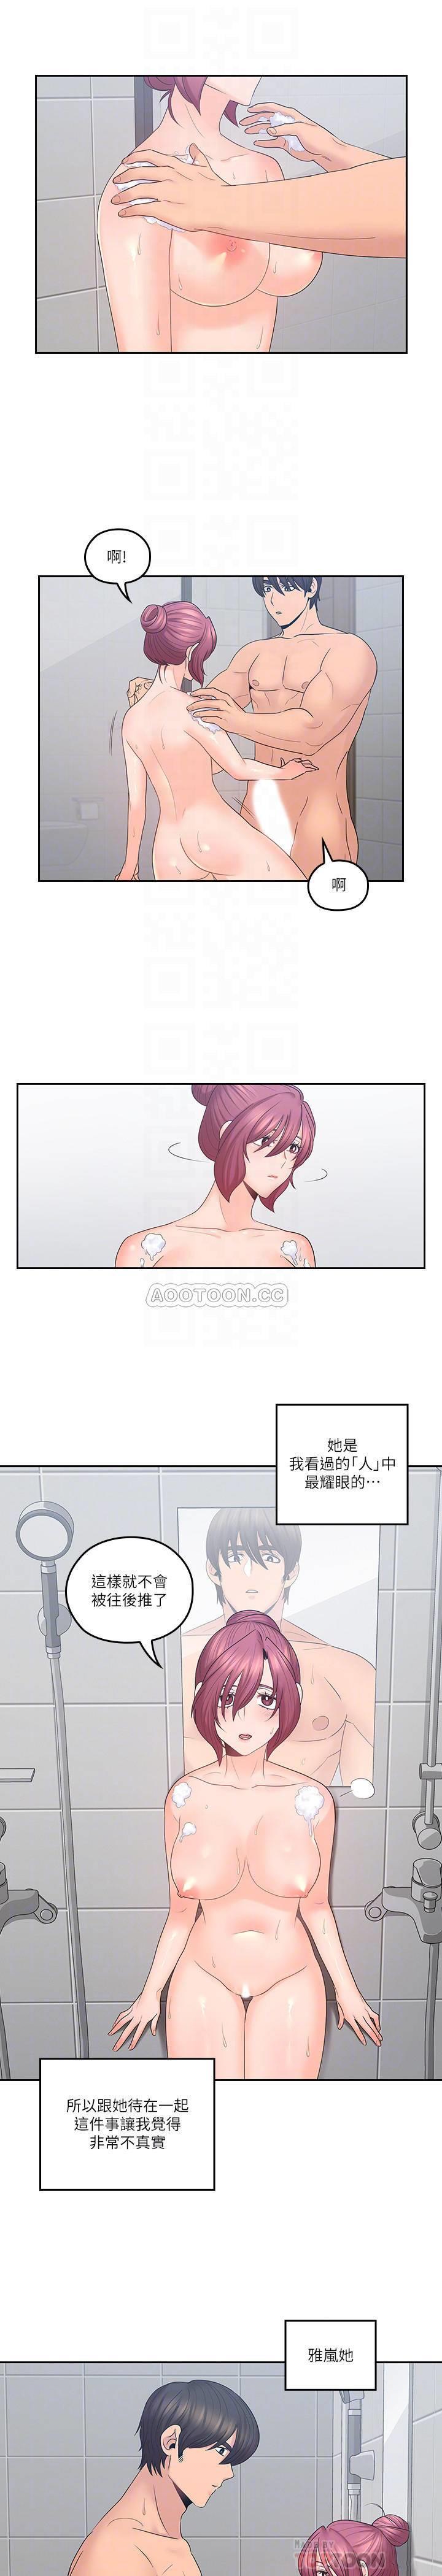 啊!
啊
AOOTOON.CC
她是
我看過的「人」中
最耀眼的…
這樣就不會
被往後推了
所以跟她待在一起
這件事讓我覺得
非常不真實
雅嵐她